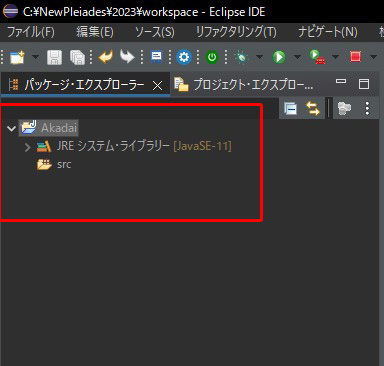 C:¥NewPleiades¥2023¥workspace - Eclipse IDE
ファイル(F) 編集(E) ソース(S) リファクタリング(T) ナビゲート(N)
パッケージ・エクスプローラー プロジェクト・エクスプロー...
Akadai
JRE システム・ライブラリー [JavaSE-11]
src